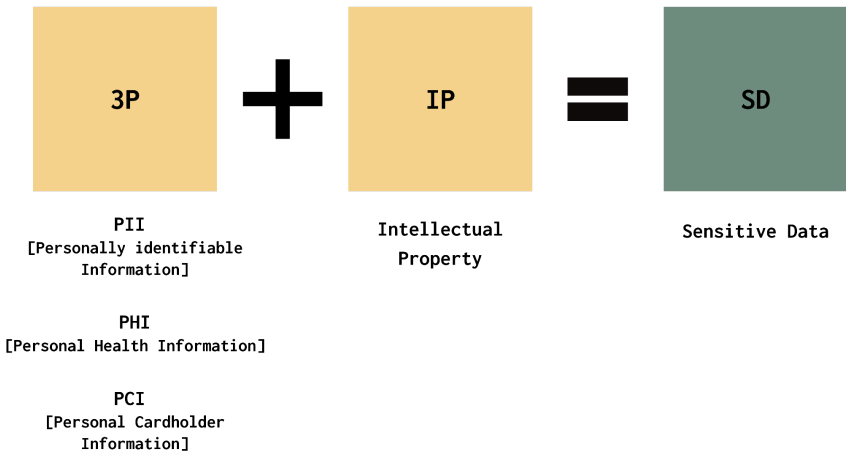 3P
IP
SD
PII
[Personally identifiable
Information]
PHI
[Personal Health Information]
PCI
[Personal Cardholder
Information]
Intellectual
Property
Sensitive Data